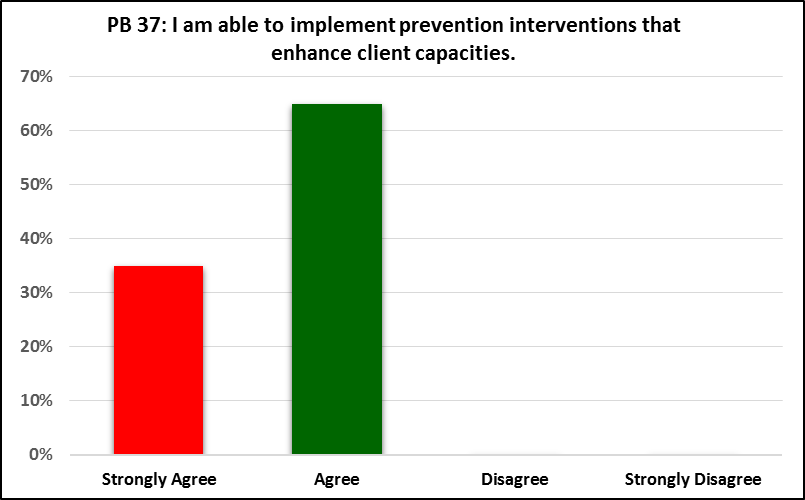 PB 37: I am able to implement prevention interventions that
enhance client capacities.
70%
60%
50%
40%
30%
20%
10%
0%
Strongly Agree
Agree
Disagree
Strongly Disagree